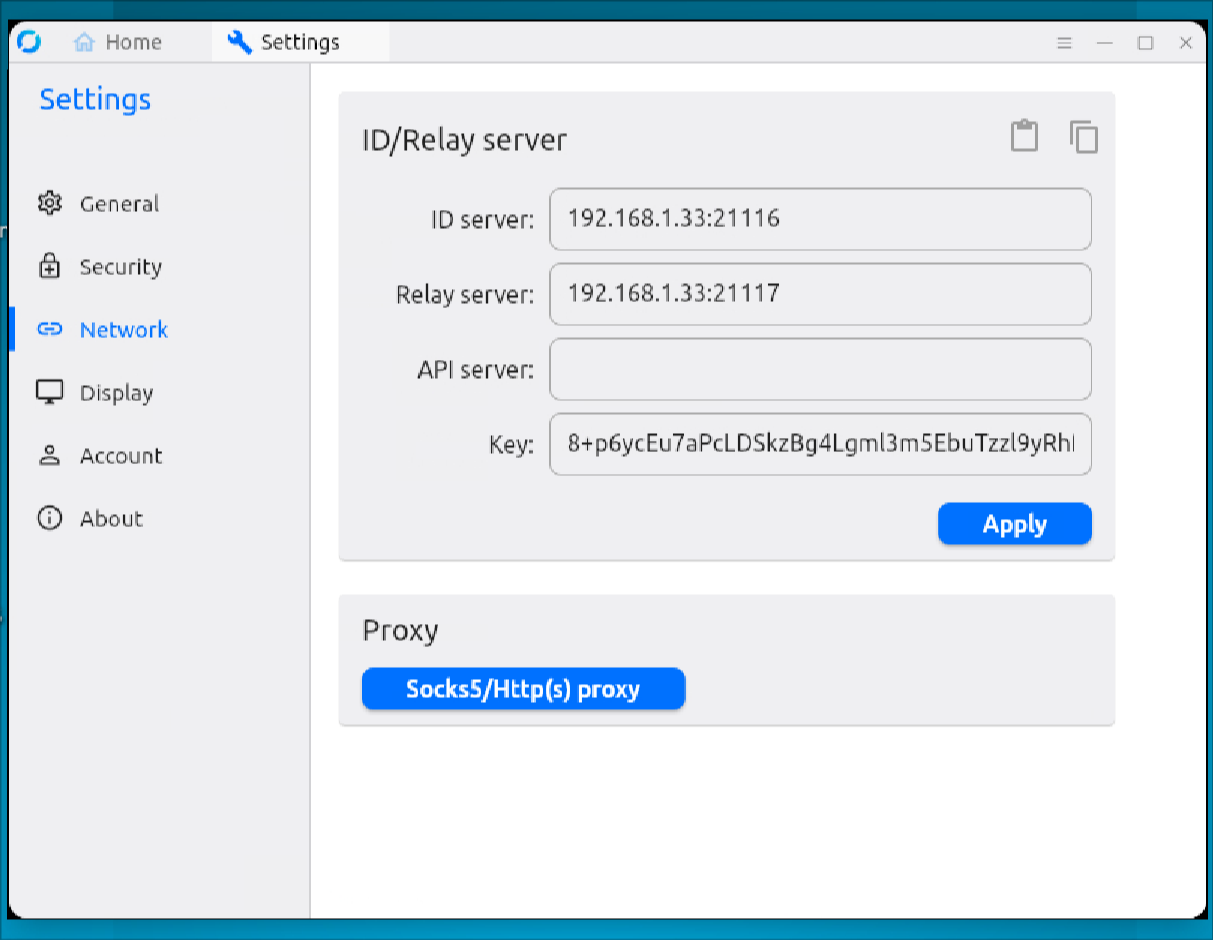 Home
Settings
Settings
General
Security
Network
Display
Account
About
ID/Relay server
ID server: 192.168.1.33:21116
Relay server: 192.168.1.33:21117
API server:
Key: 8+p6ycEu7aPcLDSkzBg4Lgml3m5EbuTzzl9yRh
Apply
Proxy
Socks5/Http(s) proxy